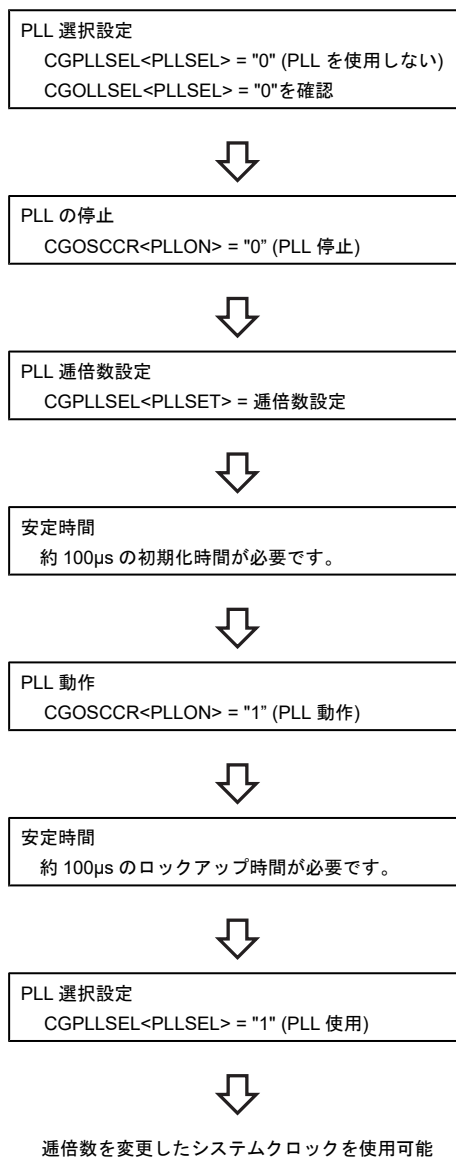 PLL 選択設定
CGPLLSEL<PLLSEL> = "0" (PLL を使用しない)
CGOLLSEL<PLLSEL> = "0"を確認
PLL の停止
CGOSCCR<PLLON> = "0” (PLL 停止)
PLL 逓倍数設定
CGPLLSEL<PLLSET> = 逓倍数設定
安定時間
約 100μs の初期化時間が必要です。
PLL 動作
CGOSCCR<PLLON> = "1” (PLL 動作)
安定時間
約 100μs のロックアップ時間が必要です。
PLL 選択設定
CGPLLSEL<PLLSEL> = "1" (PLL 使用)
逓倍数を変更したシステムクロックを使用可能